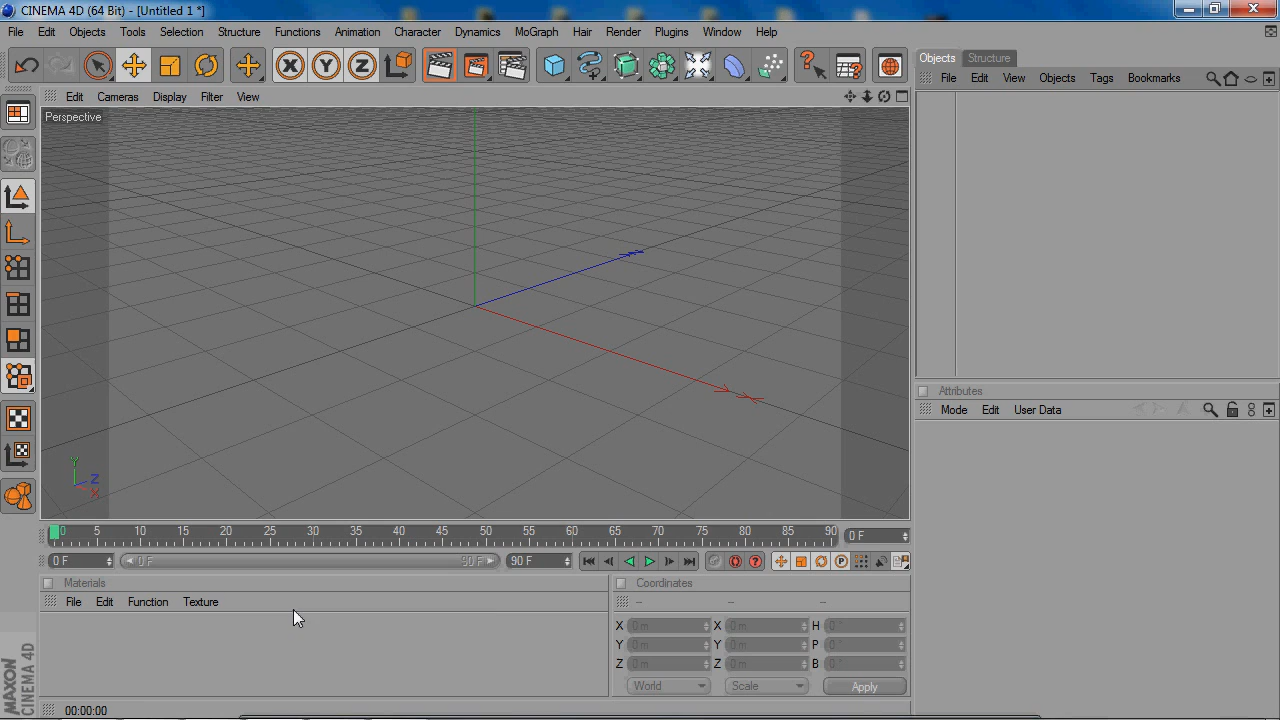 CINEMA 4D (64 Bit) - [Untitled 1 *]
File Edit Objects Tools Selection Structure Functions Animation Character Dynamics MoGraph Hair Render Plugins Window Help
X Y Z
Objects Structure
File Edit View Objects Tags Bookmarks
Edit Cameras Display Filter View
Perspective
Y
Z
X
Attributes
Mode Edit User Data
0 5 10 15 20 25 30 35 40 45 50 55 60 65 70 75 80 85 90 0 F
0 F 0 F 90 F 90 F
Materials
File Edit Function Texture
Coordinates
-- -- --
X 0 m X 0 m H 0 °
Y 0 m Y 0 m P 0 °
Z 0 m Z 0 m B 0 °
World Scale Apply
MAXON
CINEMA 4D
00:00:00